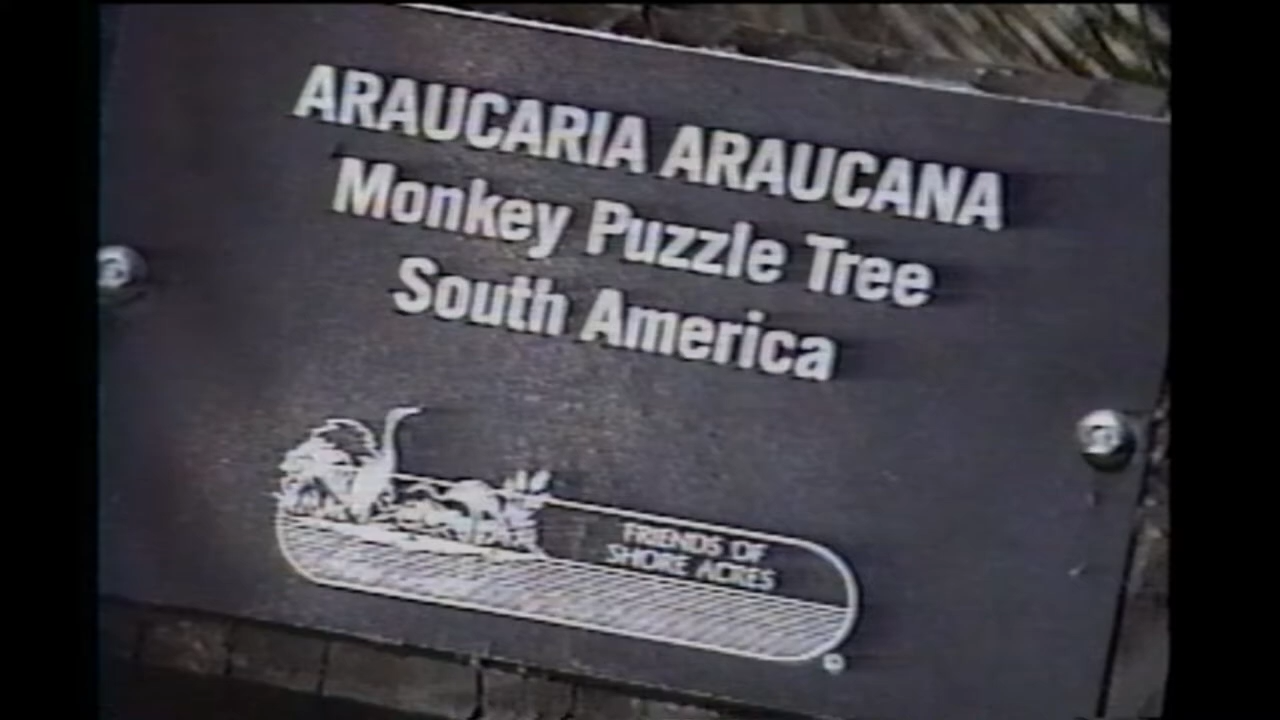 ARAUCARIA ARAUCANA
Monkey Puzzle Tree
South America
FRIENDS OF
SHORE ACRES